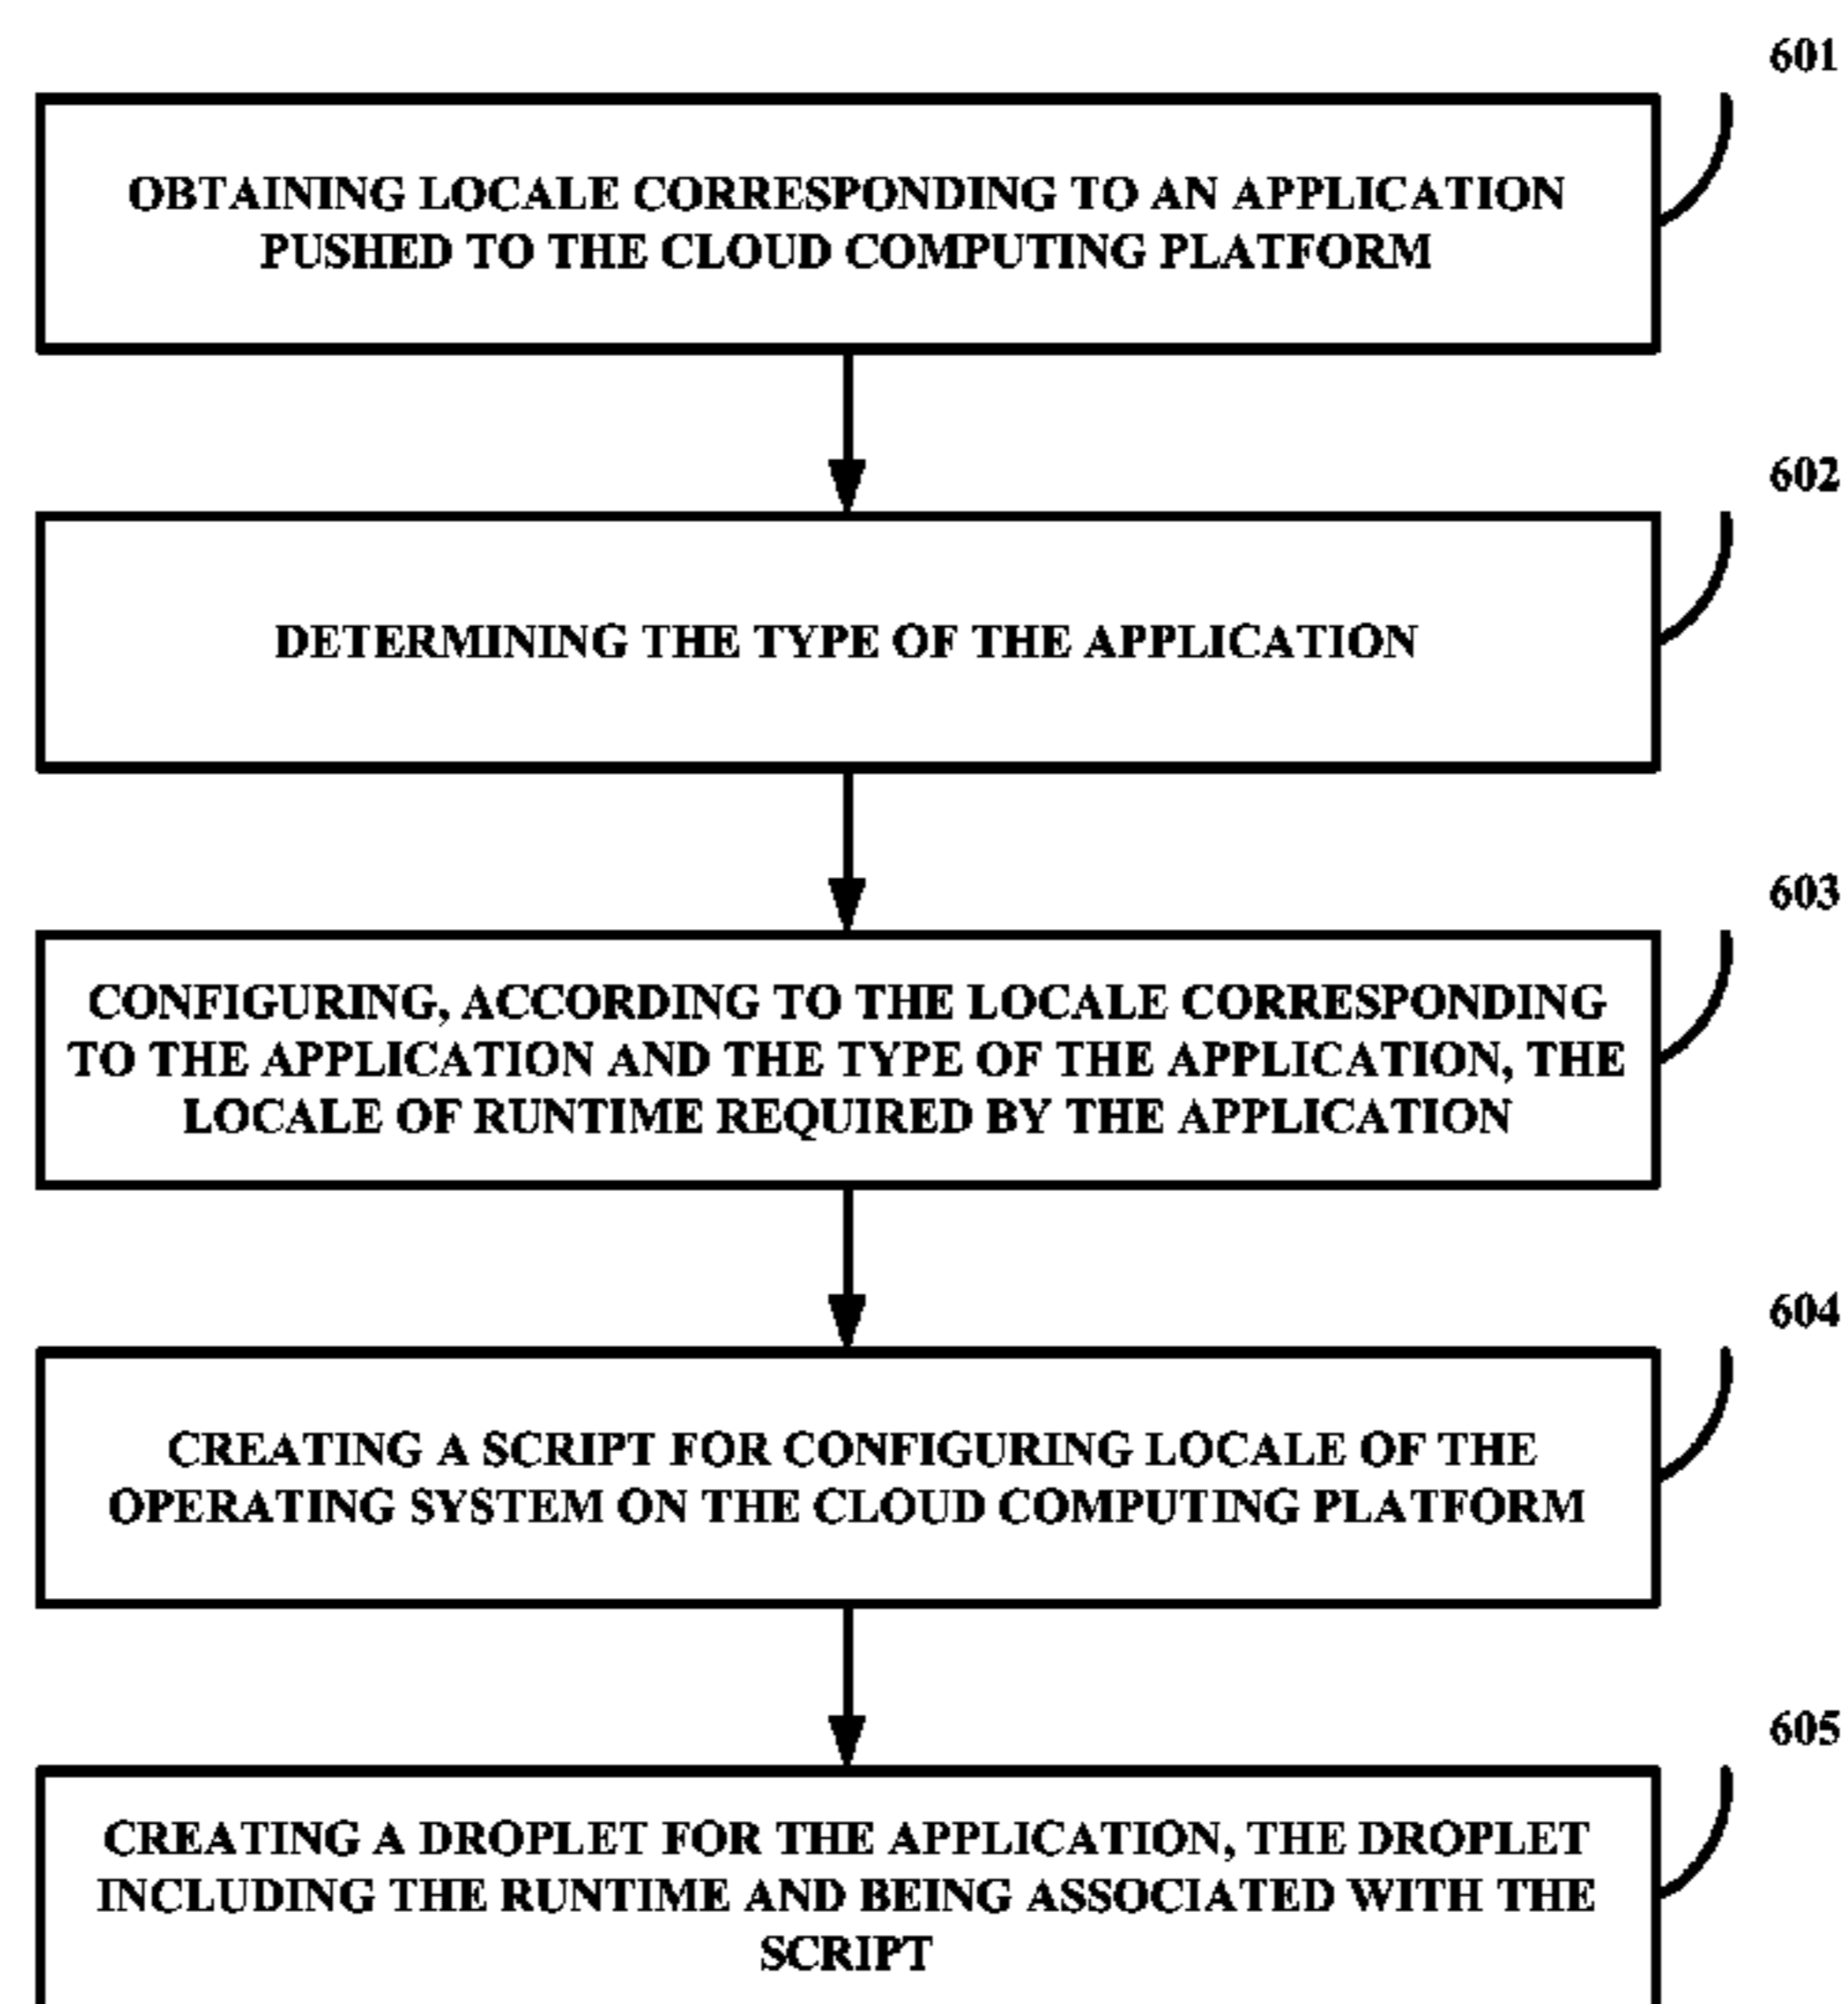 601
OBTAINING LOCALE CORRESPONDING TO AN APPLICATION
PUSHED TO THE CLOUD COMPUTING PLATFORM
602
DETERMINING THE TYPE OF THE APPLICATION
603
CONFIGURING, ACCORDING TO THE LOCALE CORRESPONDING
TO THE APPLICATION AND THE TYPE OF THE APPLICATION, THE
LOCALE OF RUNTIME REQUIRED BY THE APPLICATION
604
CREATING A SCRIPT FOR CONFIGURING LOCALE OF THE
OPERATING SYSTEM ON THE CLOUD COMPUTING PLATFORM
605
CREATING A DROPLET FOR THE APPLICATION, THE DROPLET
INCLUDING THE RUNTIME AND BEING ASSOCIATED WITH THE
SCRIPT